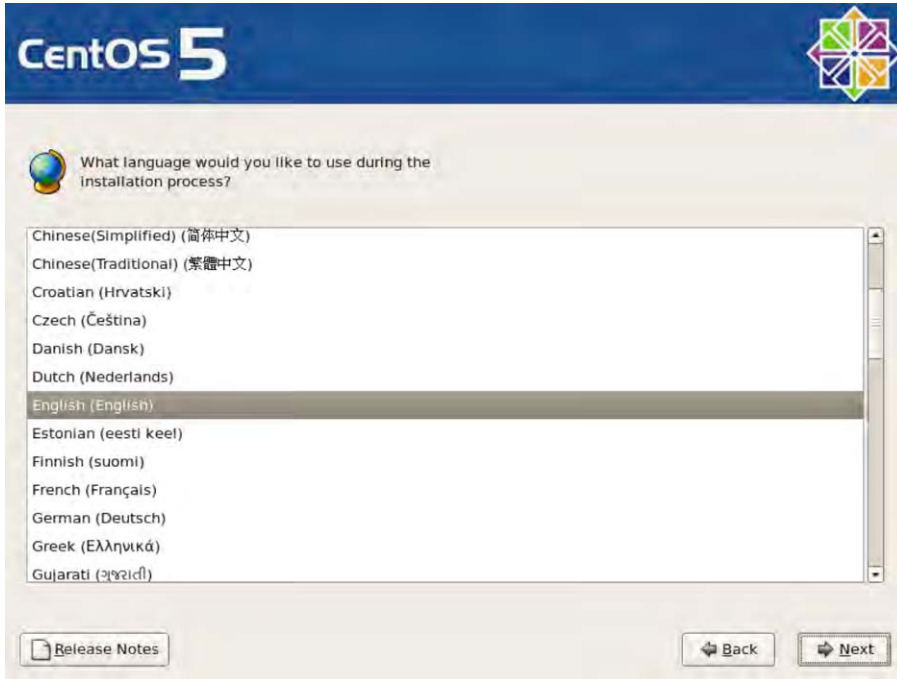 CentOS 5
What language would you like to use during the
installation process?
Chinese(Simplified) (简体中文)
Chinese(Traditional) (繁體中文)
Croatian (Hrvatski)
Czech (Čeština)
Danish (Dansk)
Dutch (Nederlands)
English (English)
Estonian (eesti keel)
Finnish (suomi)
French (Français)
German (Deutsch)
Greek (Ελληνικά)
Gujarati (ગુજરાતી)
Release Notes
Back
Next